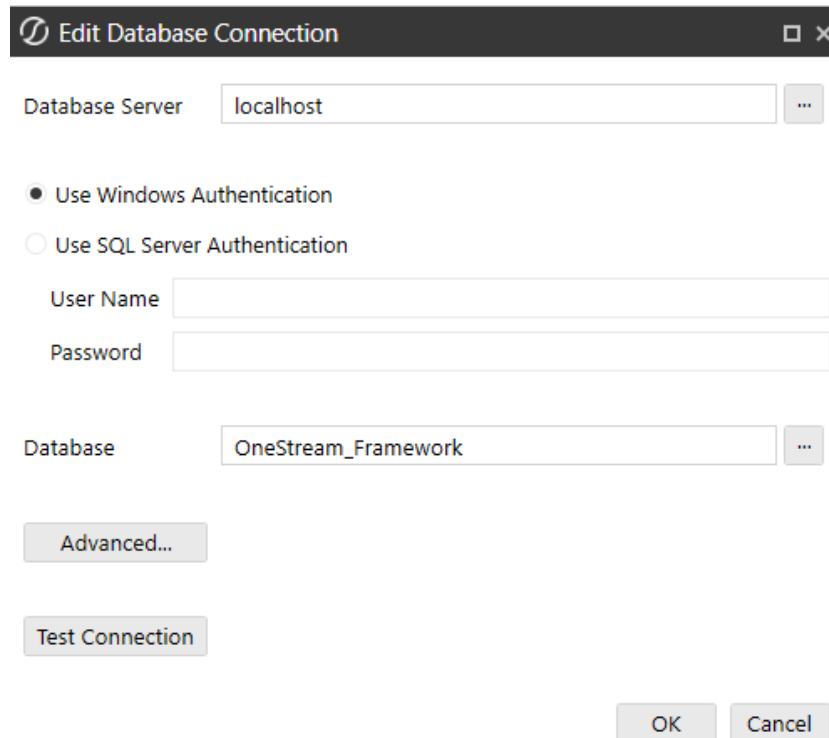 Edit Database Connection
Database Server localhost ...
Use Windows Authentication
Use SQL Server Authentication
User Name
Password
Database OneStream_Framework ...
Advanced...
Test Connection
OK Cancel